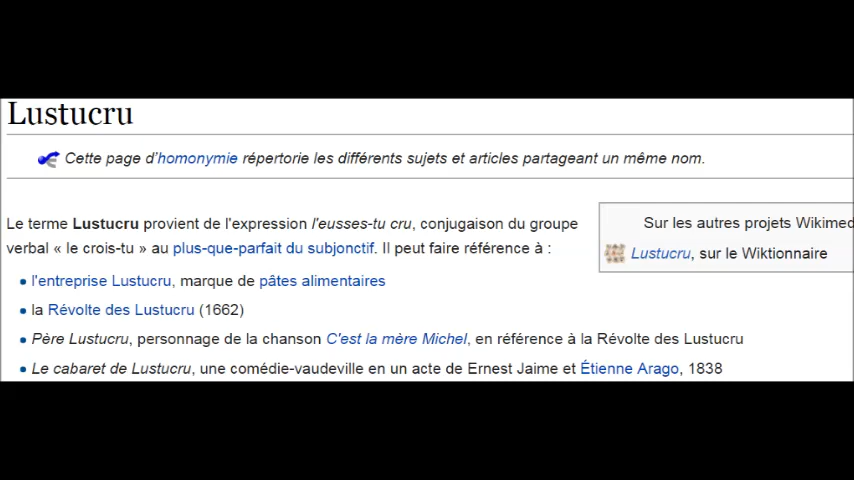 Lustucru
Cette page d'homonymie répertorie les différents sujets et articles partageant un même nom.
Le terme Lustucru provient de l'expression l'eusses-tu cru, conjugaison du groupe
verbal « le crois-tu » au plus-que-parfait du subjonctif. Il peut faire référence à :
Sur les autres projets Wikimed
Lustucru, sur le Wiktionnaire
• l'entreprise Lustucru, marque de pâtes alimentaires
• la Révolte des Lustucru (1662)
• Père Lustucru, personnage de la chanson C'est la mère Michel, en référence à la Révolte des Lustucru
• Le cabaret de Lustucru, une comédie-vaudeville en un acte de Ernest Jaime et Étienne Arago, 1838